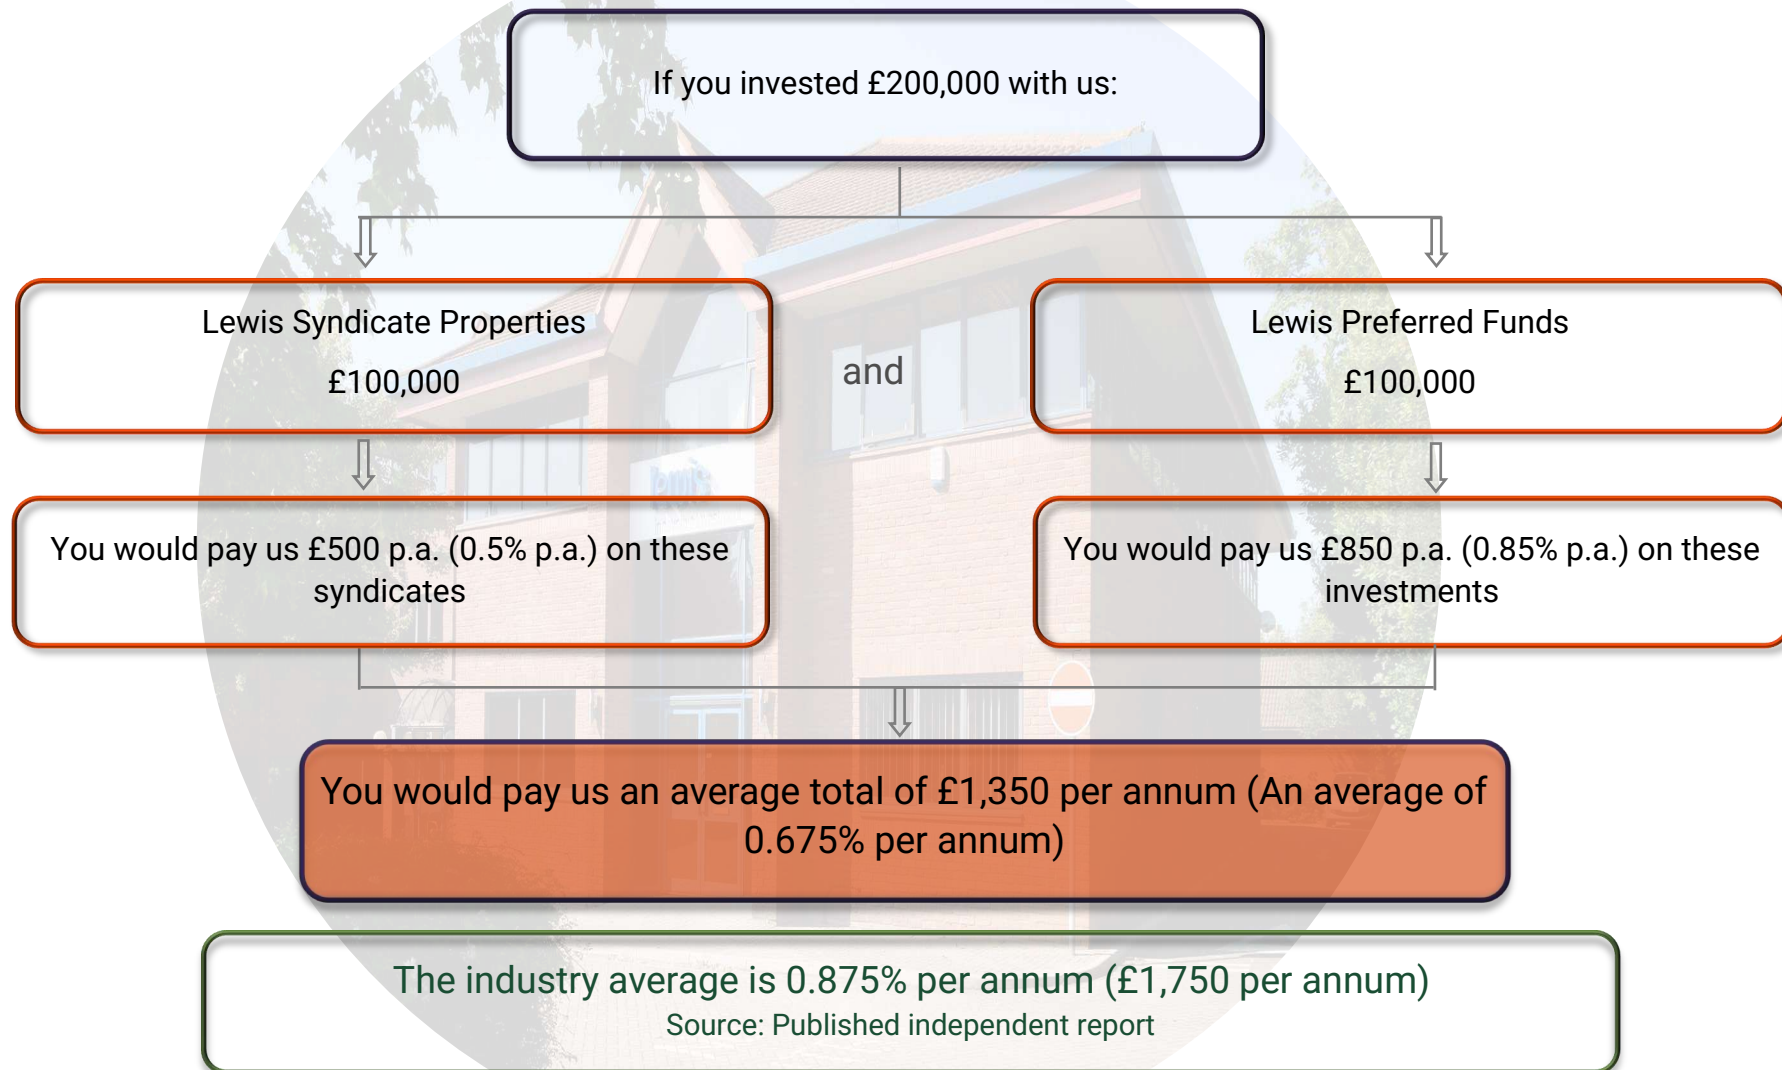 If you invested £200,000 with us:
Lewis Syndicate Properties
£100,000
and
Lewis Preferred Funds
£100,000
You would pay us £500 p.a. (0.5% p.a.) on these
syndicates
You would pay us £850 p.a. (0.85% p.a.) on these
investments
You would pay us an average total of £1,350 per annum (An average of
0.675% per annum)
The industry average is 0.875% per annum (£1,750 per annum)
Source: Published independent report